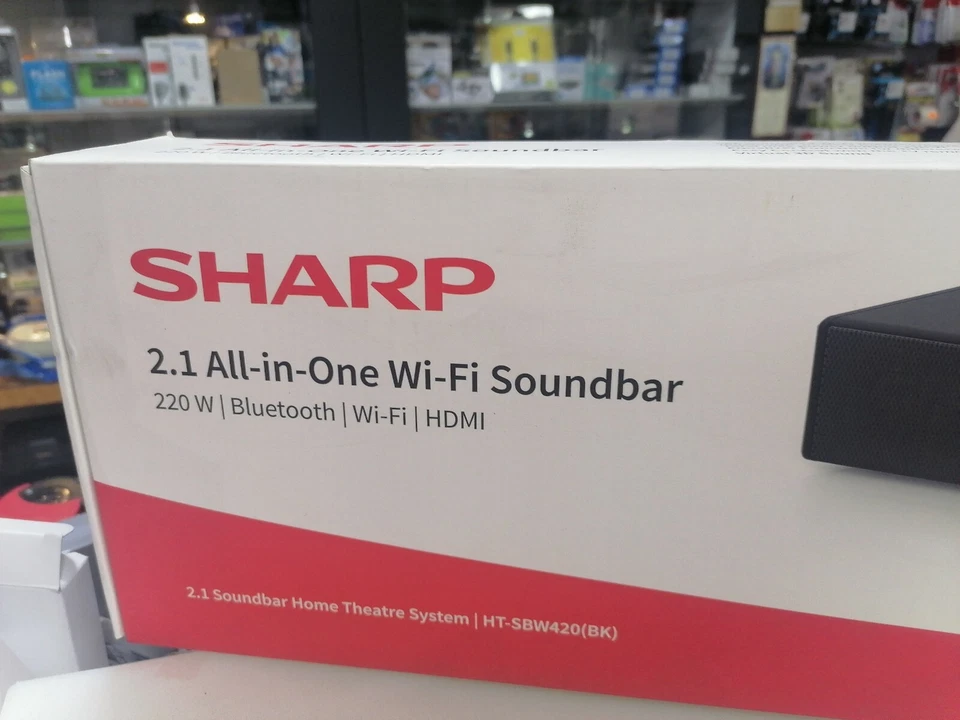 SHARP
2.1 All-in-One Wi-Fi Soundbar
220 W | Bluetooth | Wi-Fi | HDMI
2.1 Soundbar Home Theatre System | HT-SBW420(BK)